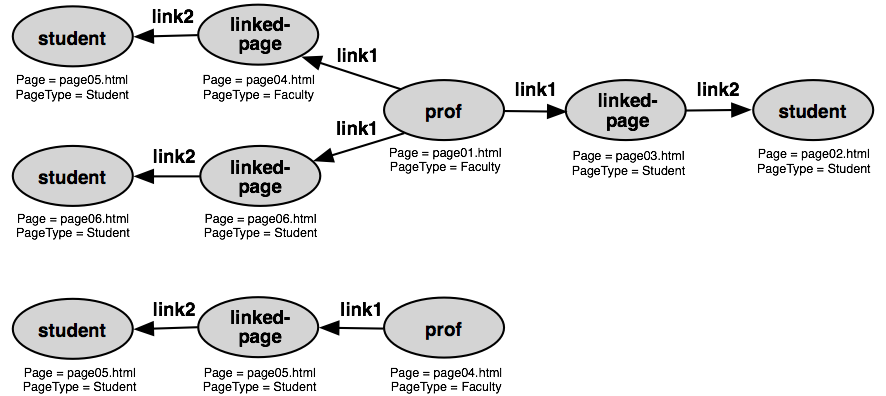 link2
student
linked-
page
link1
Page = page05.html
PageType = Student
Page = page04.html
PageType = Faculty
prof
link1
linked-
page
link2
student
link1
Page = page01.html
PageType = Faculty
Page = page03.html
PageType = Student
Page = page02.html
PageType = Student
student
link2
linked-
page
Page = page06.html
PageType = Student
Page = page06.html
PageType = Student
student
link2
linked-
page
link1
prof
Page = page05.html
PageType = Student
Page = page05.html
PageType = Student
Page = page04.html
PageType = Faculty